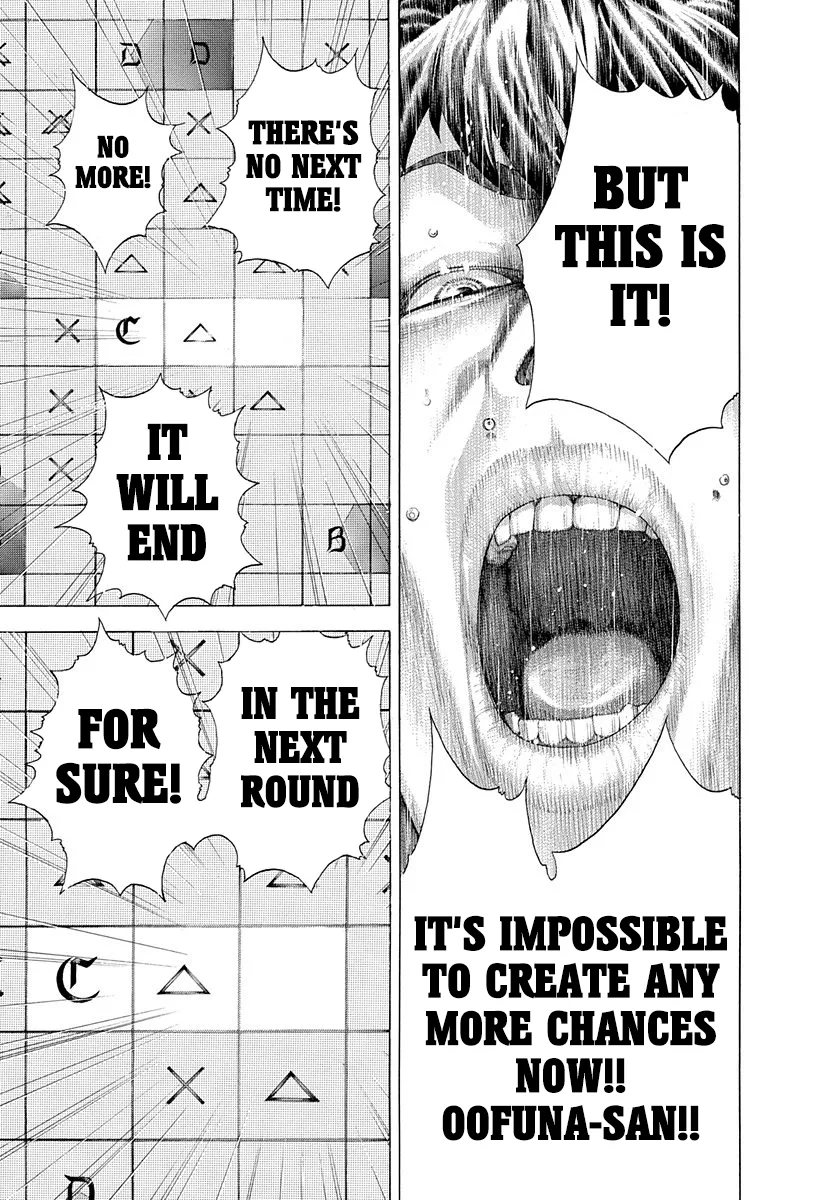 BUT
THIS IS
IT!
IT'S IMPOSSIBLE
TO CREATE ANY
MORE CHANCES
NOW!!
OOFUNA-SAN!!
THERE'S
NO NEXT
TIME!
NO
MORE!
IT
WILL
END
IN THE
NEXT
ROUND
FOR
SURE!
D D X
X X
△
△
X C △
X △
X
B
X
C △
X △
D